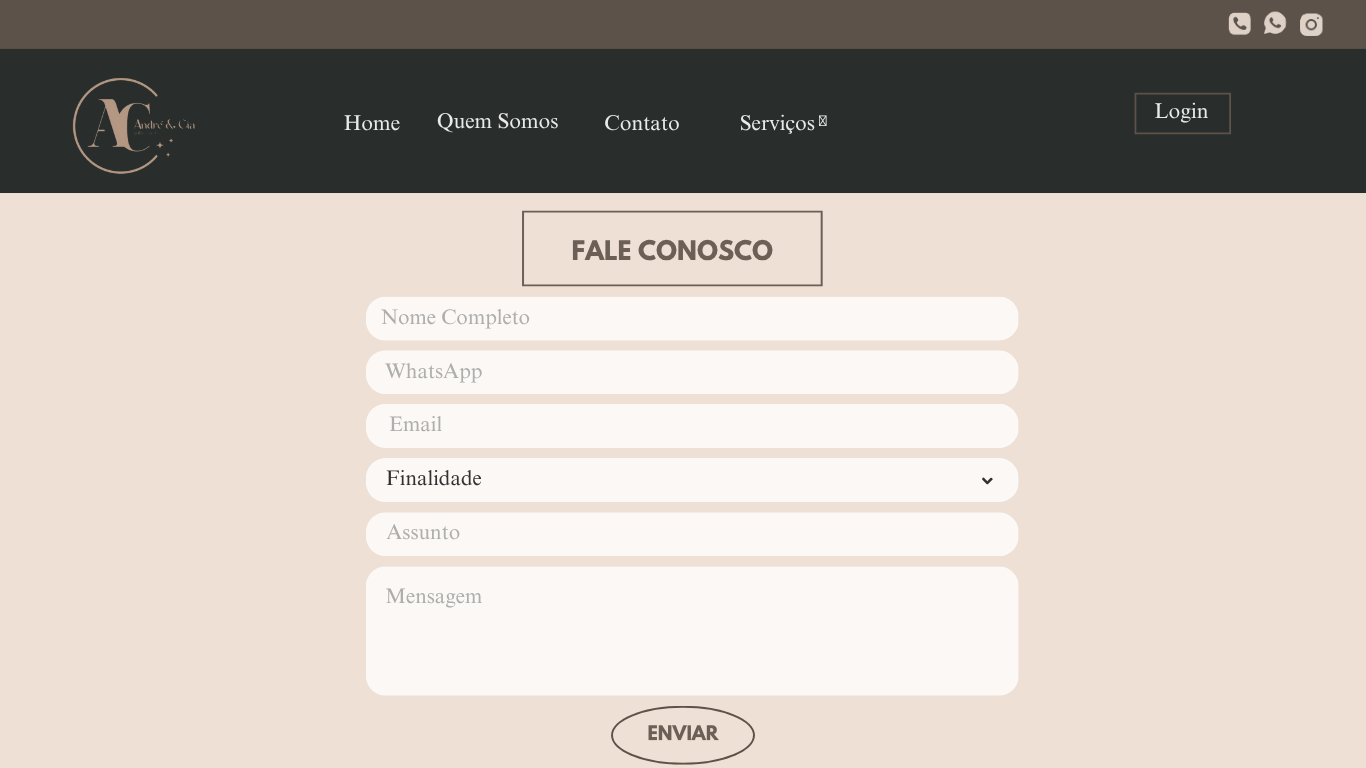 AC
André & Cia
Home
Quem Somos
Contato
Serviços
Login
FALE CONOSCO
Nome Completo
WhatsApp
Email
Finalidade
Assunto
Mensagem
ENVIAR